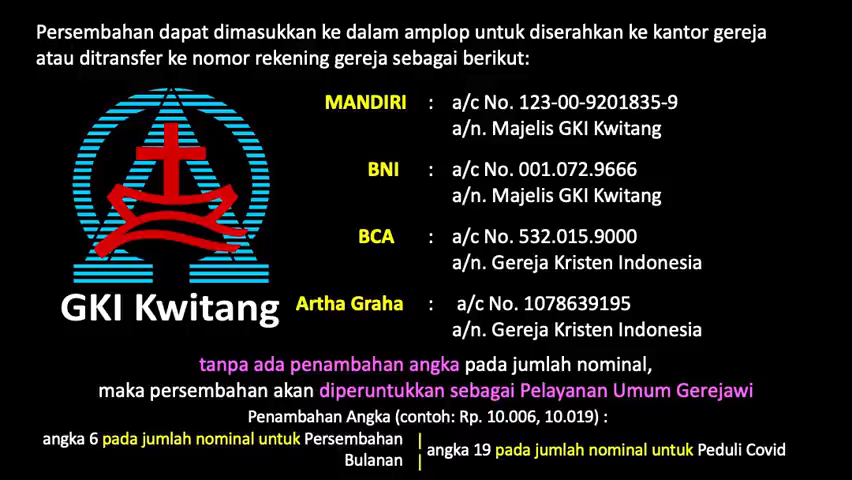 Persembahan dapat dimasukkan ke dalam amplop untuk diserahkan ke kantor gereja
atau ditransfer ke nomor rekening gereja sebagai berikut:
MANDIRI : a/c No. 123-00-9201835-9
a/n. Majelis GKI Kwitang
BNI : a/c No. 001.072.9666
a/n. Majelis GKI Kwitang
BCA : a/c No. 532.015.9000
a/n. Gereja Kristen Indonesia
GKI Kwitang
Artha Graha : a/c No. 1078639195
a/n. Gereja Kristen Indonesia
tanpa ada penambahan angka pada jumlah nominal,
maka persembahan akan diperuntukkan sebagai Pelayanan Umum Gerejawi
Penambahan Angka (contoh: Rp. 10.006, 10.019) :
angka 6 pada jumlah nominal untuk Persembahan
Bulanan
angka 19 pada jumlah nominal untuk Peduli Covid